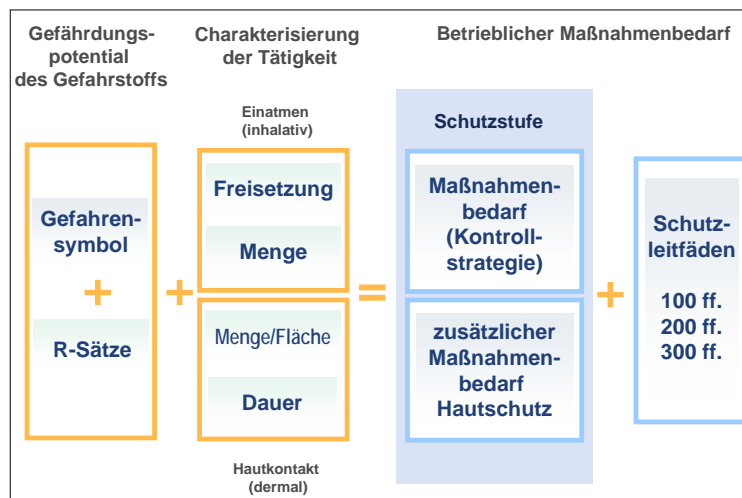 Gefährdungs-
potential
des Gefahrstoffs
Charakterisierung
der Tätigkeit
Betrieblicher Maßnahmenbedarf
Gefahren-
symbol
+
R-Sätze
+
Einatmen
(inhalativ)
Freisetzung
Menge
Menge/Fläche
Dauer
Hautkontakt
(dermal)
=
Schutzstufe
Maßnahmen-
bedarf
(Kontroll-
strategie)
zusätzlicher
Maßnahmen-
bedarf
Hautschutz
+
Schutz-
leitfäden
100 ff.
200 ff.
300 ff.